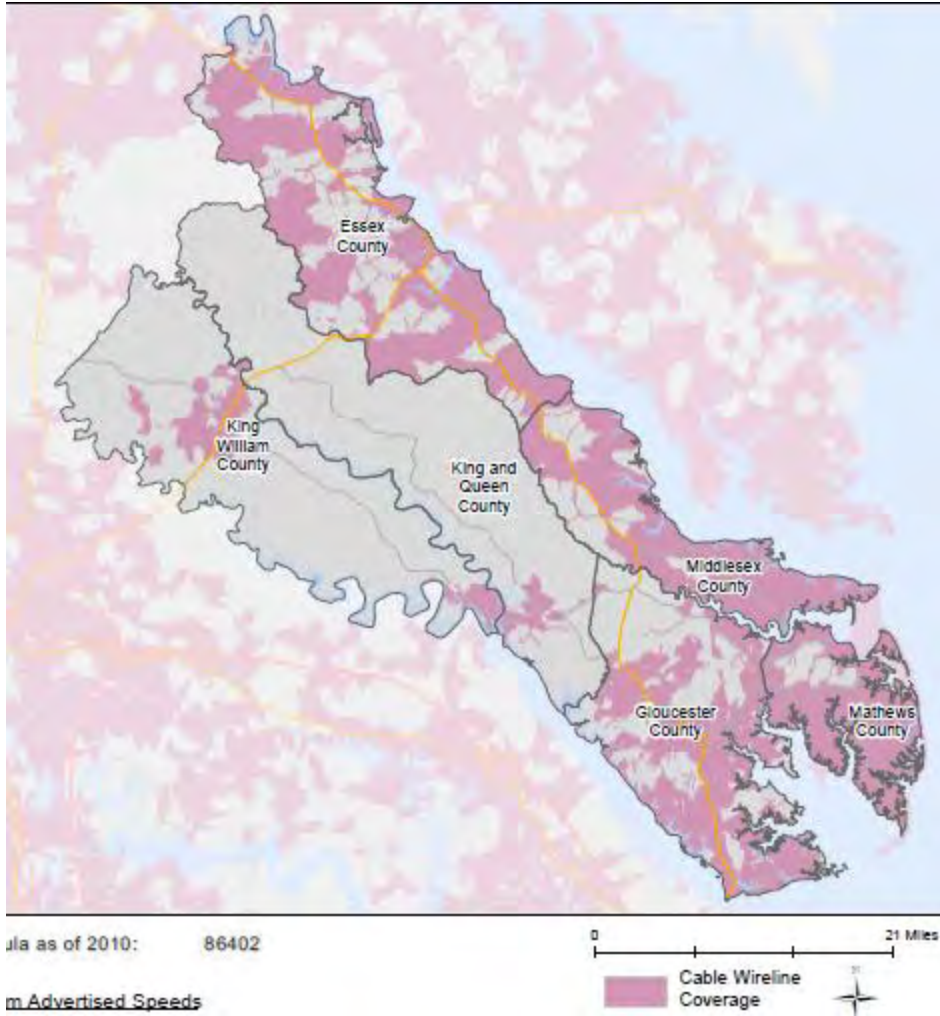 Essex
County
King
William
County
King and
Queen
County
Middlesex
County
Gloucester
County
Mathews
County
ula as of 2010: 86402
0 21 Miles
m Advertised Speeds
Cable Wireline
Coverage